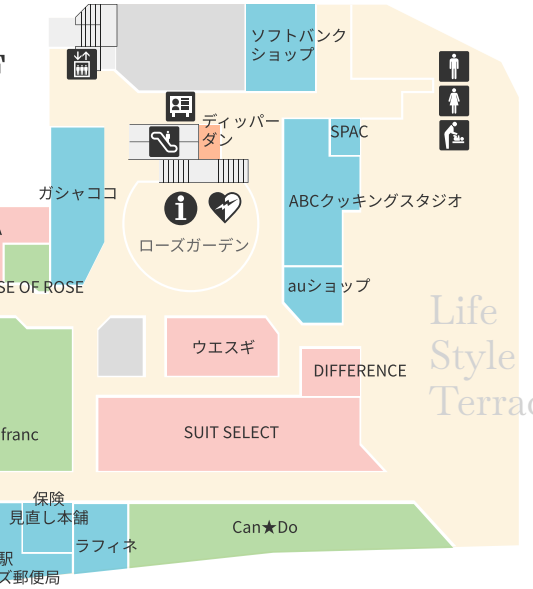 ソフトバンク
ショップ
ディッパー
ダン
SPAC
ガシャココ
ABCクッキングスタジオ
ローズガーデン
SE OF ROSE
auショップ
Life
Style
Terrac
ウエスギ
DIFFERENCE
franc
SUIT SELECT
保険
見直し本舗
Can★Do
ラフィネ
駅
ズ郵便局